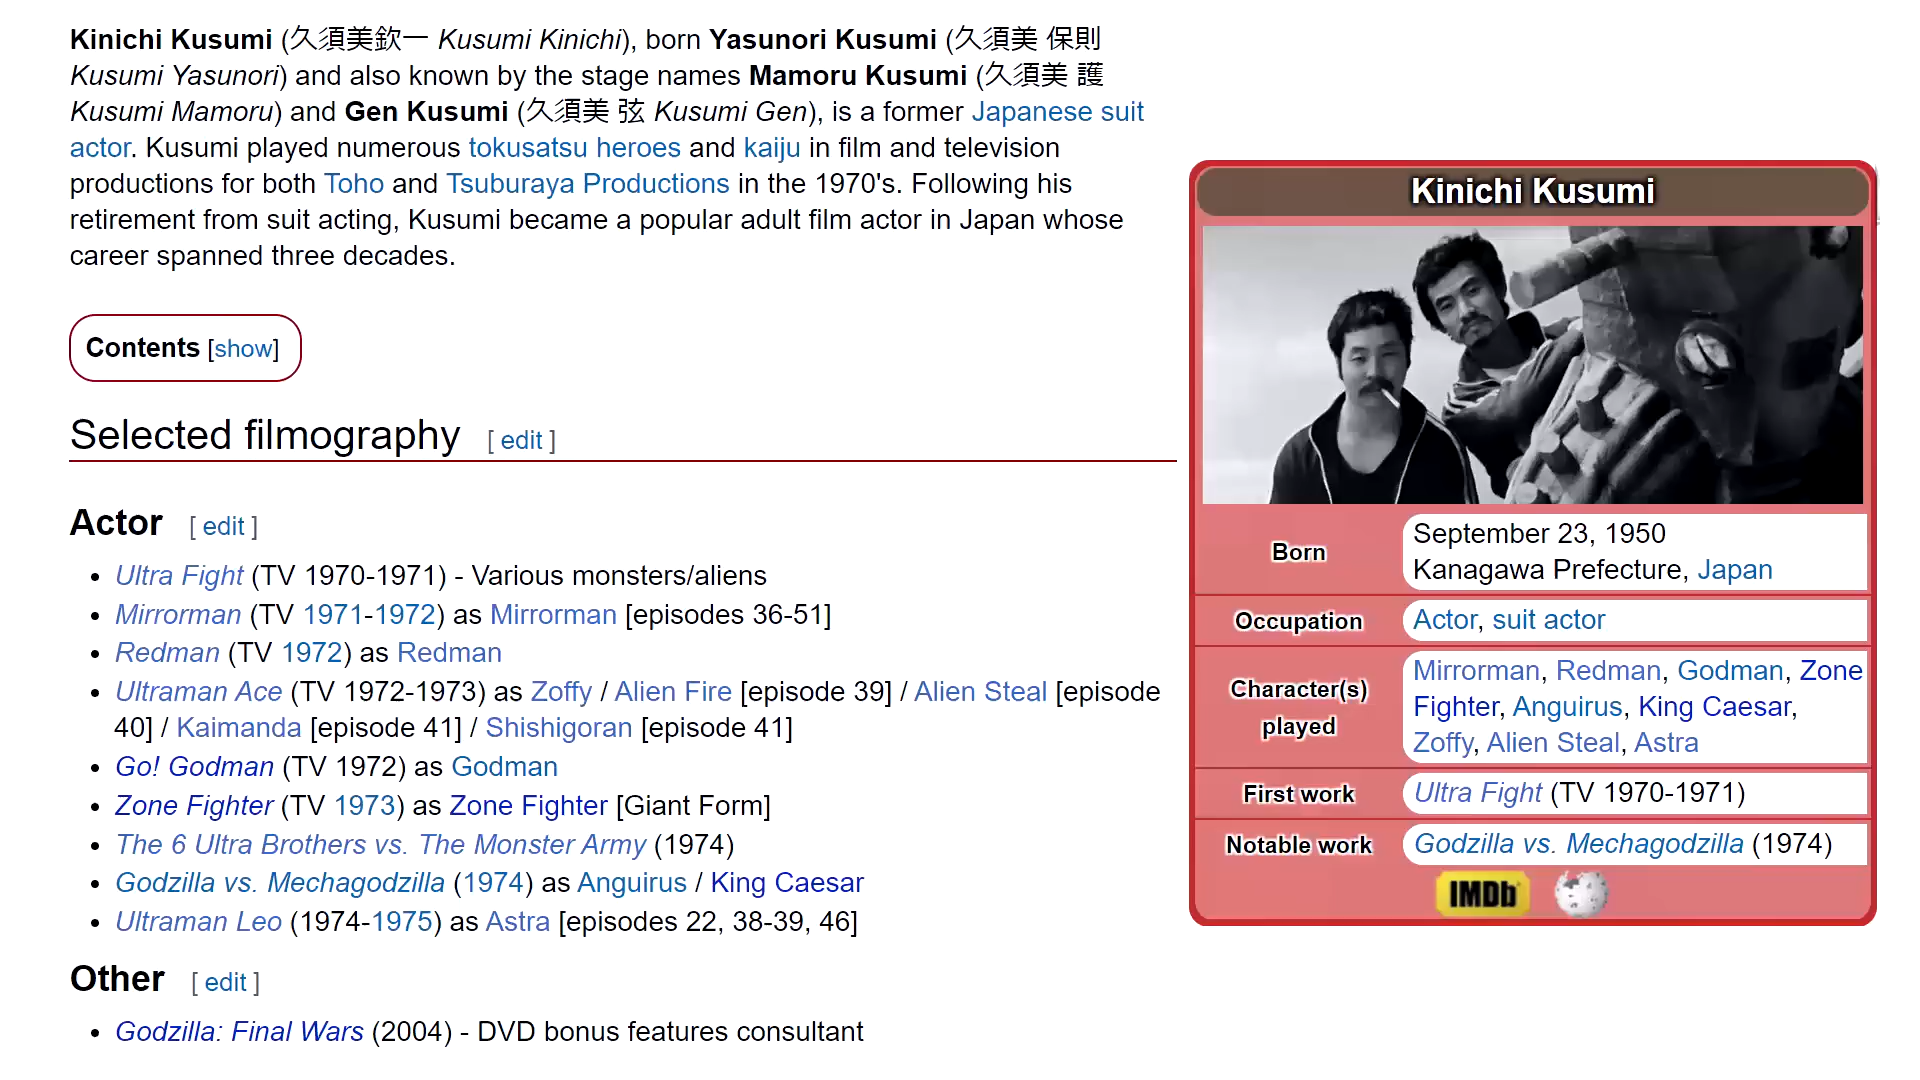 Kinichi Kusumi (久須美欽一 Kusumi Kinichi), born Yasunori Kusumi (久須美 保則
Kusumi Yasunori) and also known by the stage names Mamoru Kusumi (久須美 護
Kusumi Mamoru) and Gen Kusumi (久須美 弦 Kusumi Gen), is a former Japanese suit
actor. Kusumi played numerous tokusatsu heroes and kaiju in film and television
productions for both Toho and Tsuburaya Productions in the 1970's. Following his
retirement from suit acting, Kusumi became a popular adult film actor in Japan whose
career spanned three decades.
Contents [show]
Selected filmography [ edit ]
Actor [ edit ]
• Ultra Fight (TV 1970-1971) - Various monsters/aliens
• Mirrorman (TV 1971-1972) as Mirrorman [episodes 36-51]
• Redman (TV 1972) as Redman
• Ultraman Ace (TV 1972-1973) as Zoffy / Alien Fire [episode 39] / Alien Steal [episode
40] / Kaimanda [episode 41] / Shishigoran [episode 41]
• Go! Godman (TV 1972) as Godman
• Zone Fighter (TV 1973) as Zone Fighter [Giant Form]
• The 6 Ultra Brothers vs. The Monster Army (1974)
• Godzilla vs. Mechagodzilla (1974) as Anguirus / King Caesar
• Ultraman Leo (1974-1975) as Astra [episodes 22, 38-39, 46]
Other [ edit ]
• Godzilla: Final Wars (2004) - DVD bonus features consultant
Kinichi Kusumi
Born
September 23, 1950
Kanagawa Prefecture, Japan
Occupation
Actor, suit actor
Character(s)
played
Mirrorman, Redman, Godman, Zone
Fighter, Anguirus, King Caesar,
Zoffy, Alien Steal, Astra
First work
Ultra Fight (TV 1970-1971)
Notable work
Godzilla vs. Mechagodzilla (1974)
IMDb